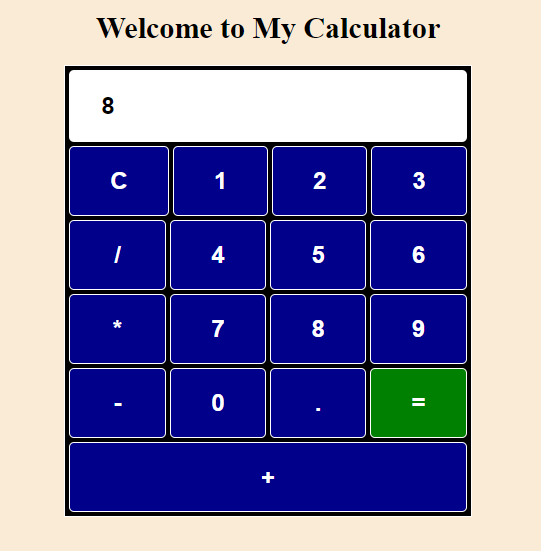 Welcome to My Calculator
8
C 1 2 3
/ 4 5 6
* 7 8 9
- 0 . =
+